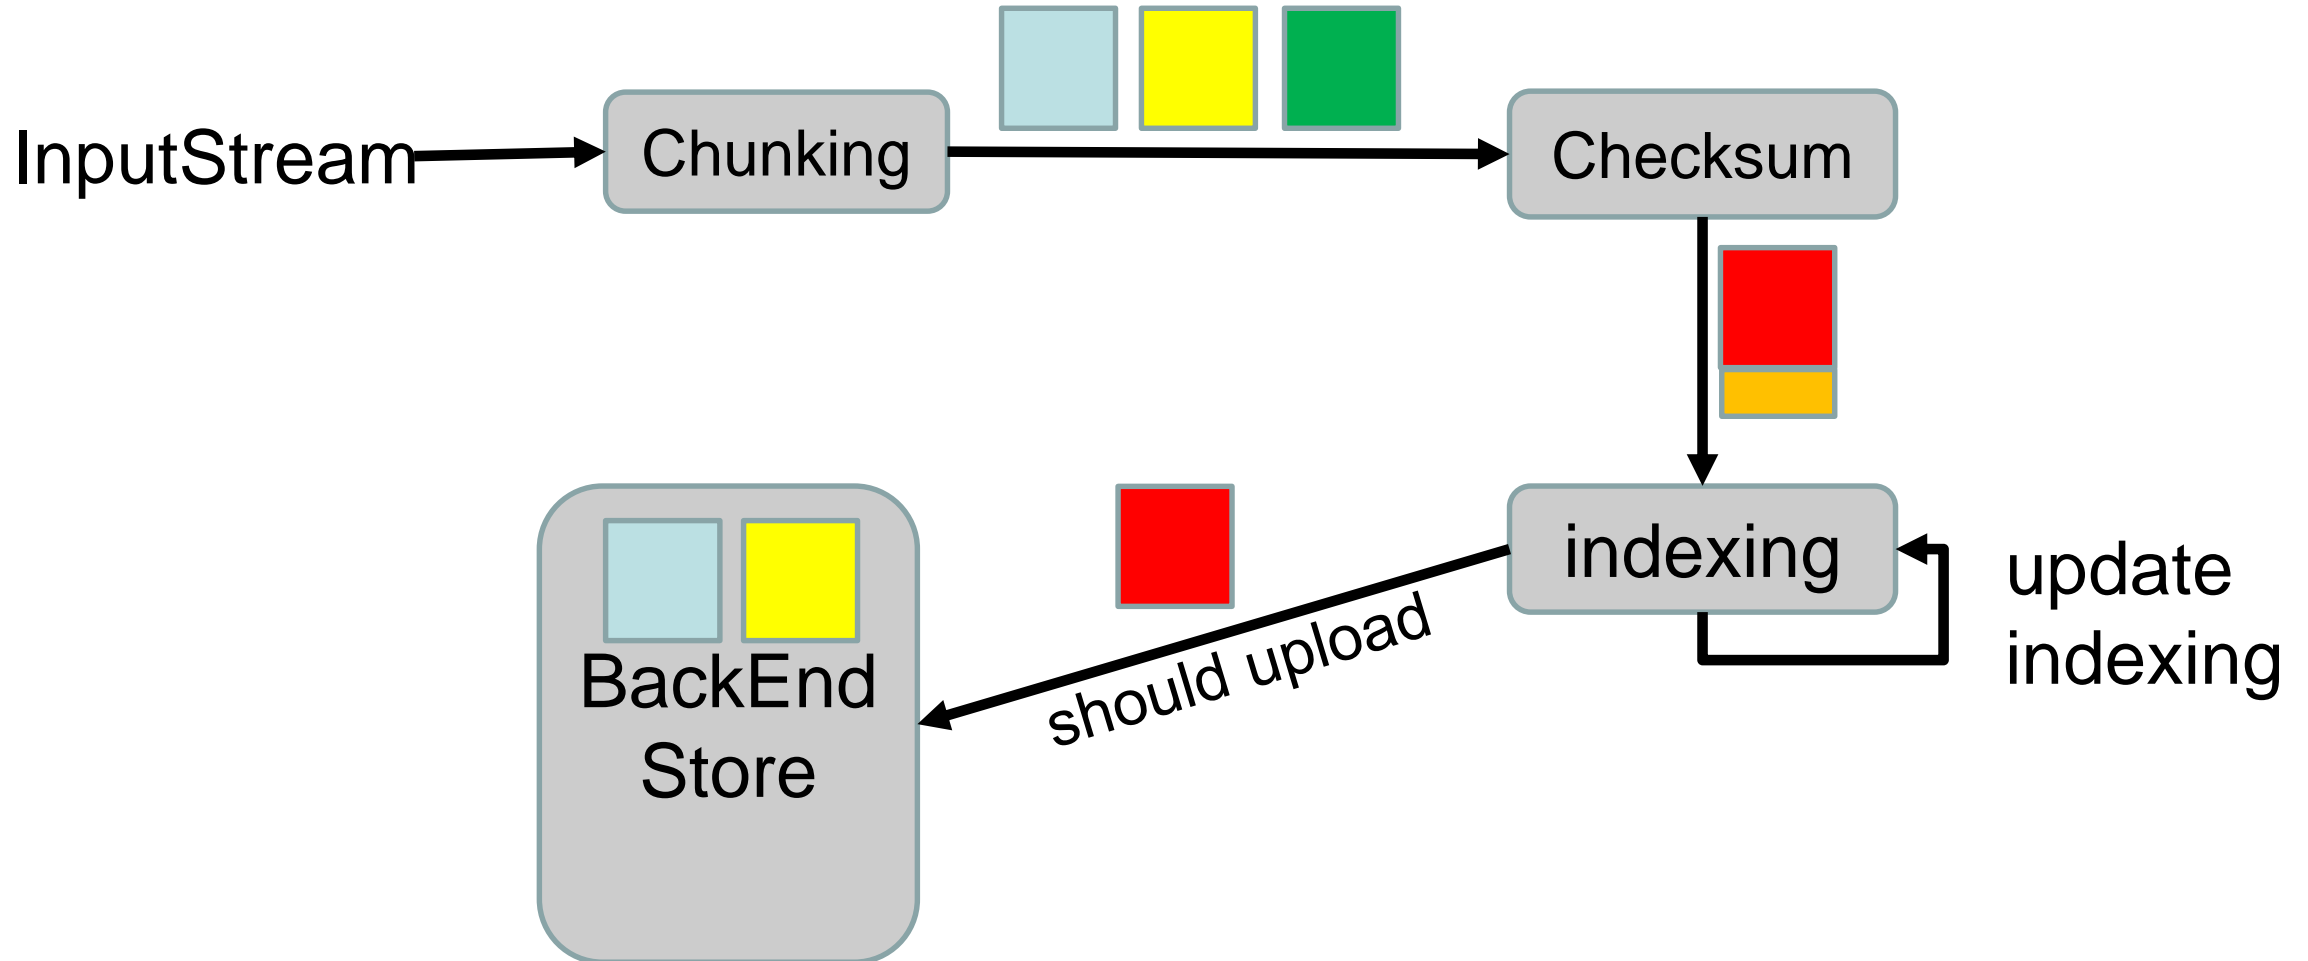 InputStream
Chunking
Checksum
indexing
update
indexing
should upload
BackEnd
Store